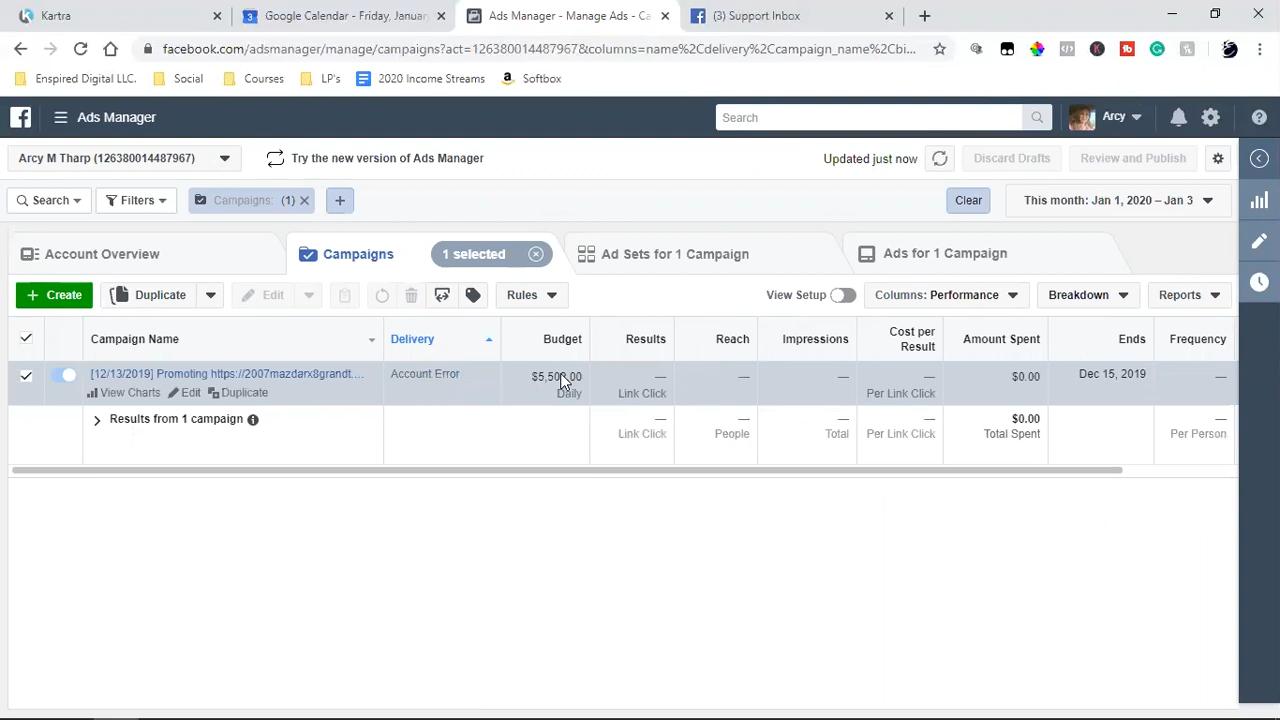 Kartra
Google Calendar - Friday, Januar
Ads Manager - Manage Ads - Ca
(3) Support Inbox
facebook.com/adsmanager/manage/campaigns?act=126380014487967&columns=name%2Cdelivery%2Ccampaign_name%2Cbi...
Enspired Digital LLC.
Social
Courses
LP's
2020 Income Streams
Softbox
Ads Manager
Search
Arcy
Arcy M Tharp (126380014487967)
Try the new version of Ads Manager
Updated just now
Discard Drafts
Review and Publish
Search
Filters
Campaigns: (1)
Clear
This month: Jan 1, 2020 – Jan 3
Account Overview
Campaigns
1 selected
Ad Sets for 1 Campaign
Ads for 1 Campaign
Create
Duplicate
Edit
Rules
View Setup
Columns: Performance
Breakdown
Reports
Campaign Name
Delivery
Budget
Results
Reach
Impressions
Cost per
Result
Amount Spent
Ends
Frequency
[12/13/2019] Promoting https://2007mazdarx8grandt....
View Charts
Edit
Duplicate
Account Error
$5,500.00
Daily
—
Link Click
—
—
—
Per Link Click
$0.00
Dec 15, 2019
—
Results from 1 campaign
—
Link Click
—
People
—
Total
—
Per Link Click
$0.00
Total Spent
—
Per Person